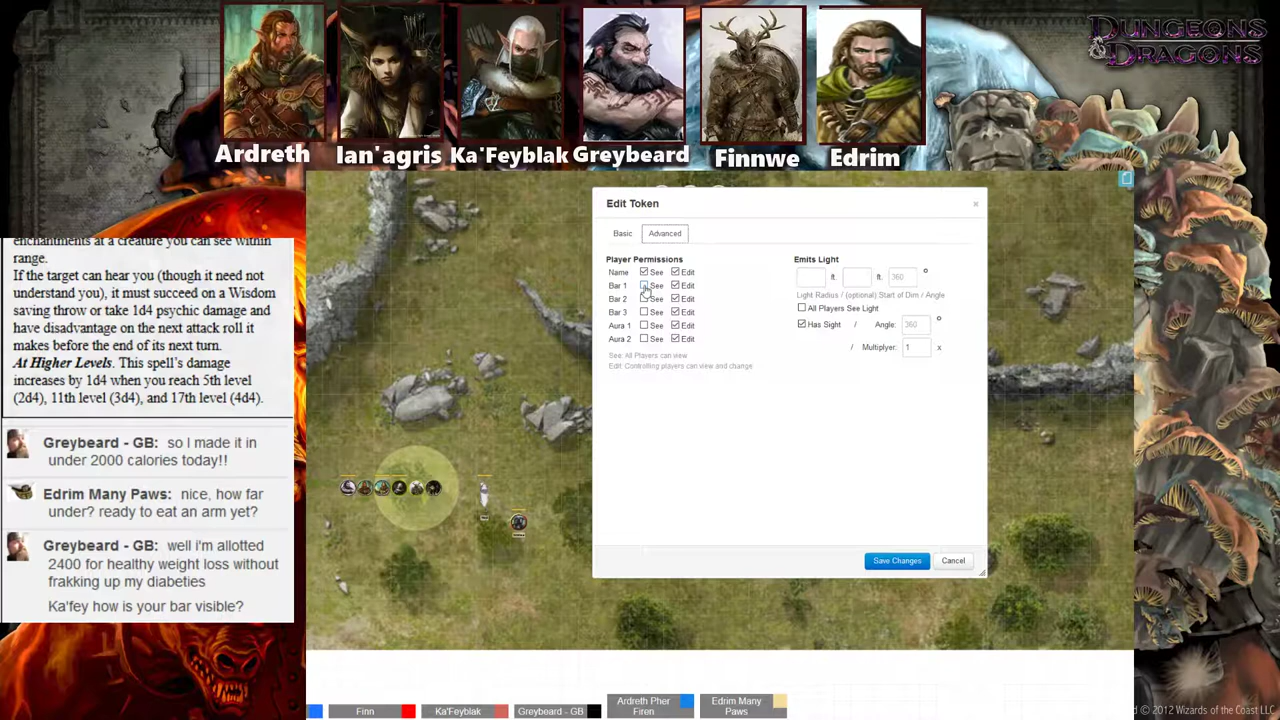 DUNGEONS
& DRAGONS
Ardreth
Ian'agris
Ka'Feyblak
Greybeard
Finnwe
Edrim
enchantments at a creature you can see within
range.
If the target can hear you (though it need not
understand you), it must succeed on a Wisdom
saving throw or take 1d4 psychic damage and
have disadvantage on the next attack roll it
makes before the end of its next turn.
At Higher Levels. This spell's damage
increases by 1d4 when you reach 5th level
(2d4), 11th level (3d4), and 17th level (4d4).
Greybeard - GB: so I made it in
under 2000 calories today!!
Edrim Many Paws: nice, how far
under? ready to eat an arm yet?
Greybeard - GB: well i'm allotted
2400 for healthy weight loss without
frakking up my diabeties
Ka'fey how is your bar visible?
Edit Token
×
Basic
Advanced
Player Permissions
Name See Edit
Bar 1 See Edit
Bar 2 See Edit
Bar 3 See Edit
Aura 1 See Edit
Aura 2 See Edit
See: All Players can view
Edit: Controlling players can view and change
Emits Light
ft. ft. 360 °
Light Radius / (optional) Start of Dim / Angle
All Players See Light
Has Sight / Angle: 360 °
/ Multiplyer: 1 x
Save Changes
Cancel
Finn
Ka'Feyblak
Greybeard - GB
Ardreth Pher
Firen
Edrim Many
Paws
© 2012 Wizards of the Coast LLC